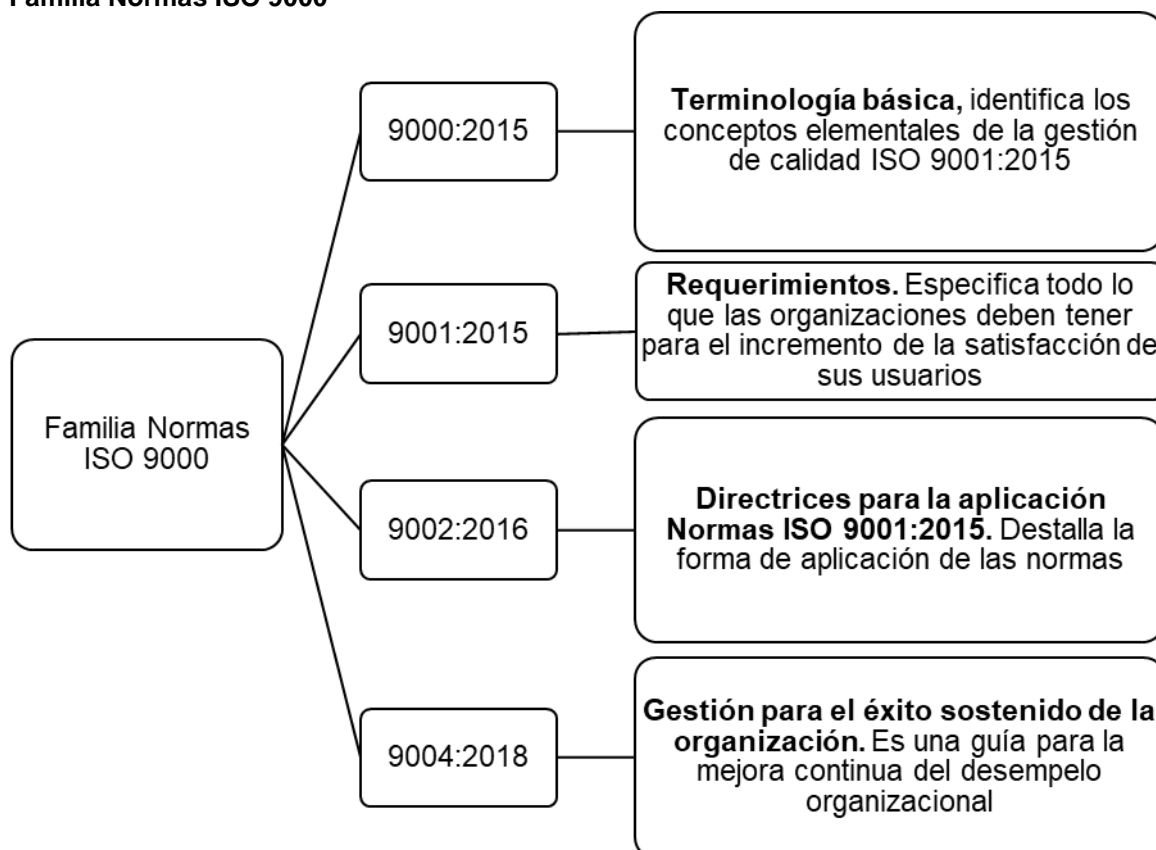 Familia Normas ISO 9000
9000:2015
Terminología básica, identifica los
conceptos elementales de la gestión
de calidad ISO 9001:2015
9001:2015
Requerimientos. Especifica todo lo
que las organizaciones deben tener
para el incremento de la satisfacción de
sus usuarios
Familia Normas
ISO 9000
9002:2016
Directrices para la aplicación
Normas ISO 9001:2015. Destalla la
forma de aplicación de las normas
9004:2018
Gestión para el éxito sostenido de la
organización. Es una guía para la
mejora continua del desempelo
organizacional